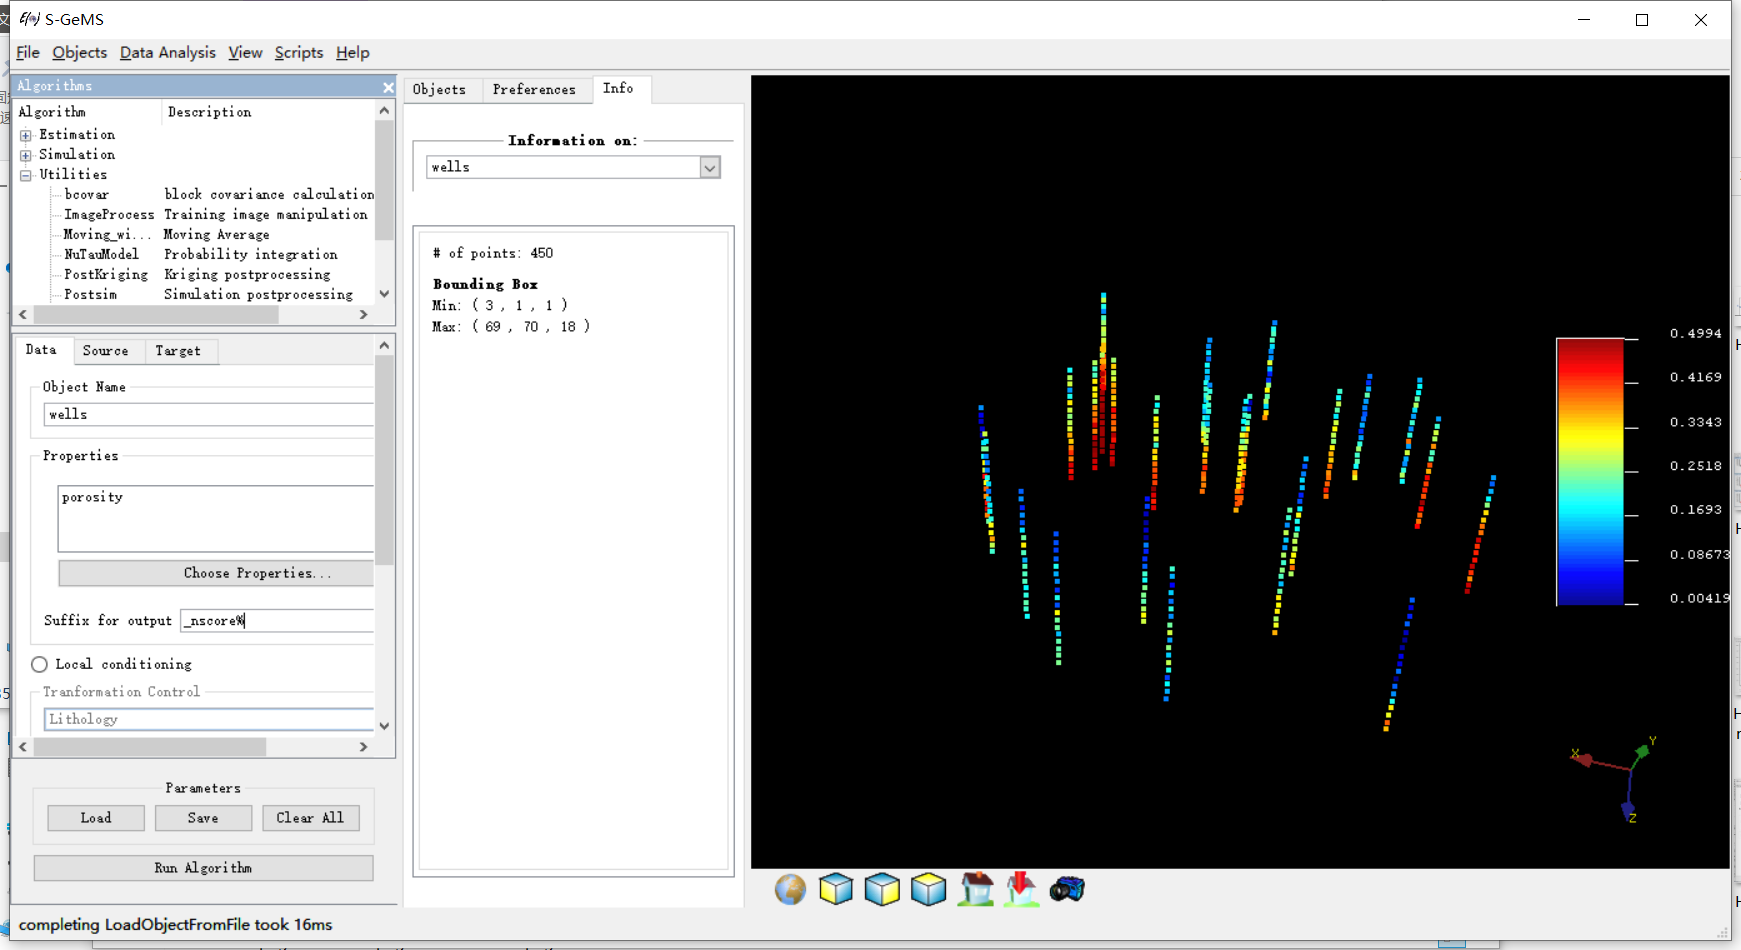 S-GeMS
File Objects Data Analysis View Scripts Help
Algorithms
Algorithm Description
Estimation
Simulation
Utilities
bcovar block covariance calculation
ImageProcess Training image manipulation
Moving_wi... Moving Average
NuTauModel Probability integration
PostKriging Kriging postprocessing
Postsim Simulation postprocessing
Data Source Target
Object Name
wells
Properties
porosity
Choose Properties...
Suffix for output _nscore%
Local conditioning
Tranformation Control
Lithology
Parameters
Load Save Clear All
Run Algorithm
completing LoadObjectFromFile took 16ms
Objects Preferences Info
Information on:
wells
# of points: 450
Bounding Box
Min: ( 3 , 1 , 1 )
Max: ( 69 , 70 , 18 )
0.4994
0.4169
0.3343
0.2518
0.1693
0.08673
0.00419
X
Y
Z